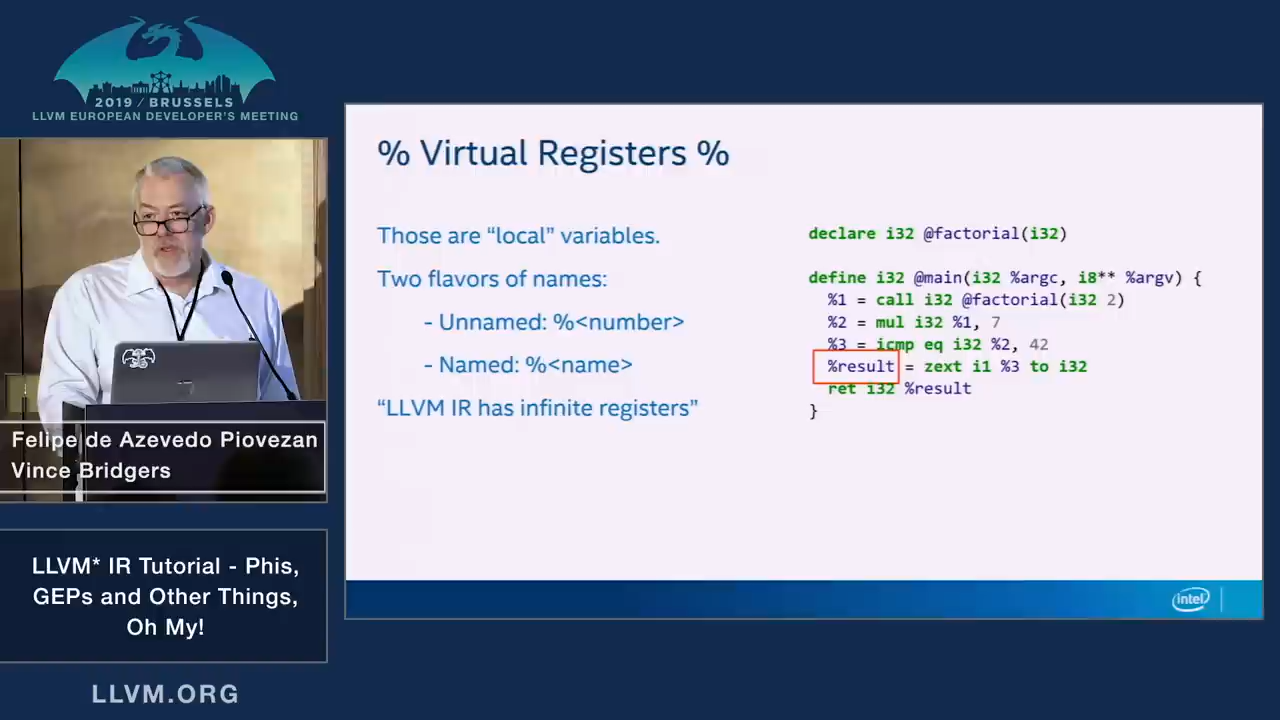 2019 / BRUSSELS
LLVM EUROPEAN DEVELOPER'S MEETING
Felipe de Azevedo Piovezan
Vince Bridgers
LLVM* IR Tutorial - Phis,
GEPs and Other Things,
Oh My!
LLVM.ORG
% Virtual Registers %
Those are “local” variables.
Two flavors of names:
- Unnamed: %<number>
- Named: %<name>
“LLVM IR has infinite registers”
declare i32 @factorial(i32)
define i32 @main(i32 %argc, i8** %argv) {
%1 = call i32 @factorial(i32 2)
%2 = mul i32 %1, 7
%3 = icmp eq i32 %2, 42
%result = zext i1 %3 to i32
ret i32 %result
}
intel